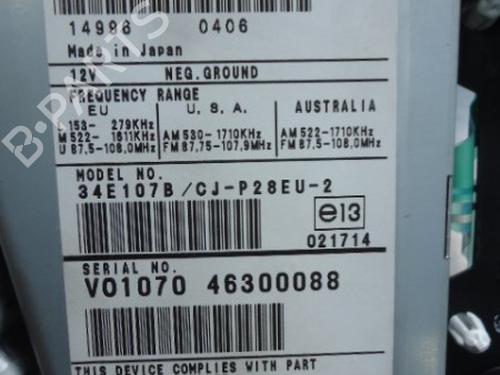 14986 0406
Made in Japan
12V NEG.GROUND
FREQUENCY RANGE
EU U.S.A. AUSTRALIA
L 153- 279KHz
M 522- 1611KHz AM 530-1710KHz AM 522-1710KHz
U 87,5-108,0MHz FM 87,75-107,9MHz FM 87,5-108,0MHz
MODEL NO.
34E107B/CJ-P28EU-2
e13
021714
SERIAL NO.
V01070 46300088
THIS DEVICE COMPLIES WITH PART
B-PARTS